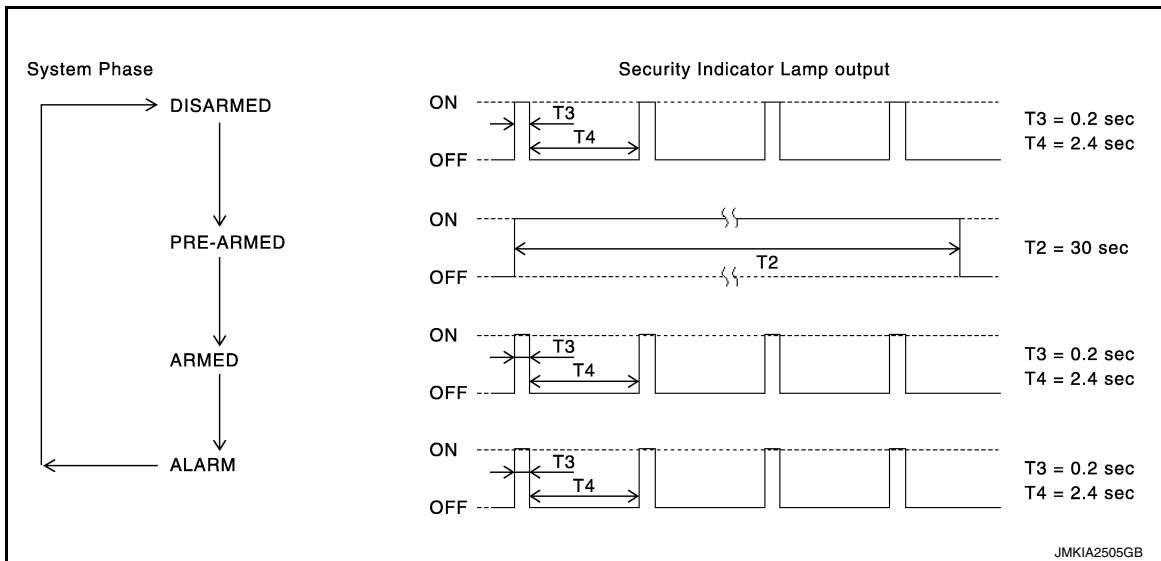 System Phase
Security Indicator Lamp output
DISARMED
ON
T3
T4
OFF
T3 = 0.2 sec
T4 = 2.4 sec
PRE-ARMED
ON
T2
OFF
T2 = 30 sec
ARMED
ON
T3
T4
OFF
T3 = 0.2 sec
T4 = 2.4 sec
ALARM
ON
T3
T4
OFF
T3 = 0.2 sec
T4 = 2.4 sec
JMKIA2505GB